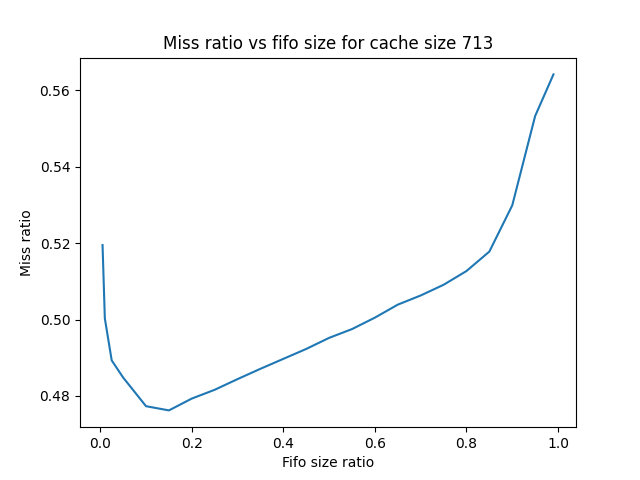 Miss ratio vs fifo size for cache size 713
0.56
0.54
0.52
0.50
0.48
Miss ratio
0.0 0.2 0.4 0.6 0.8 1.0
Fifo size ratio